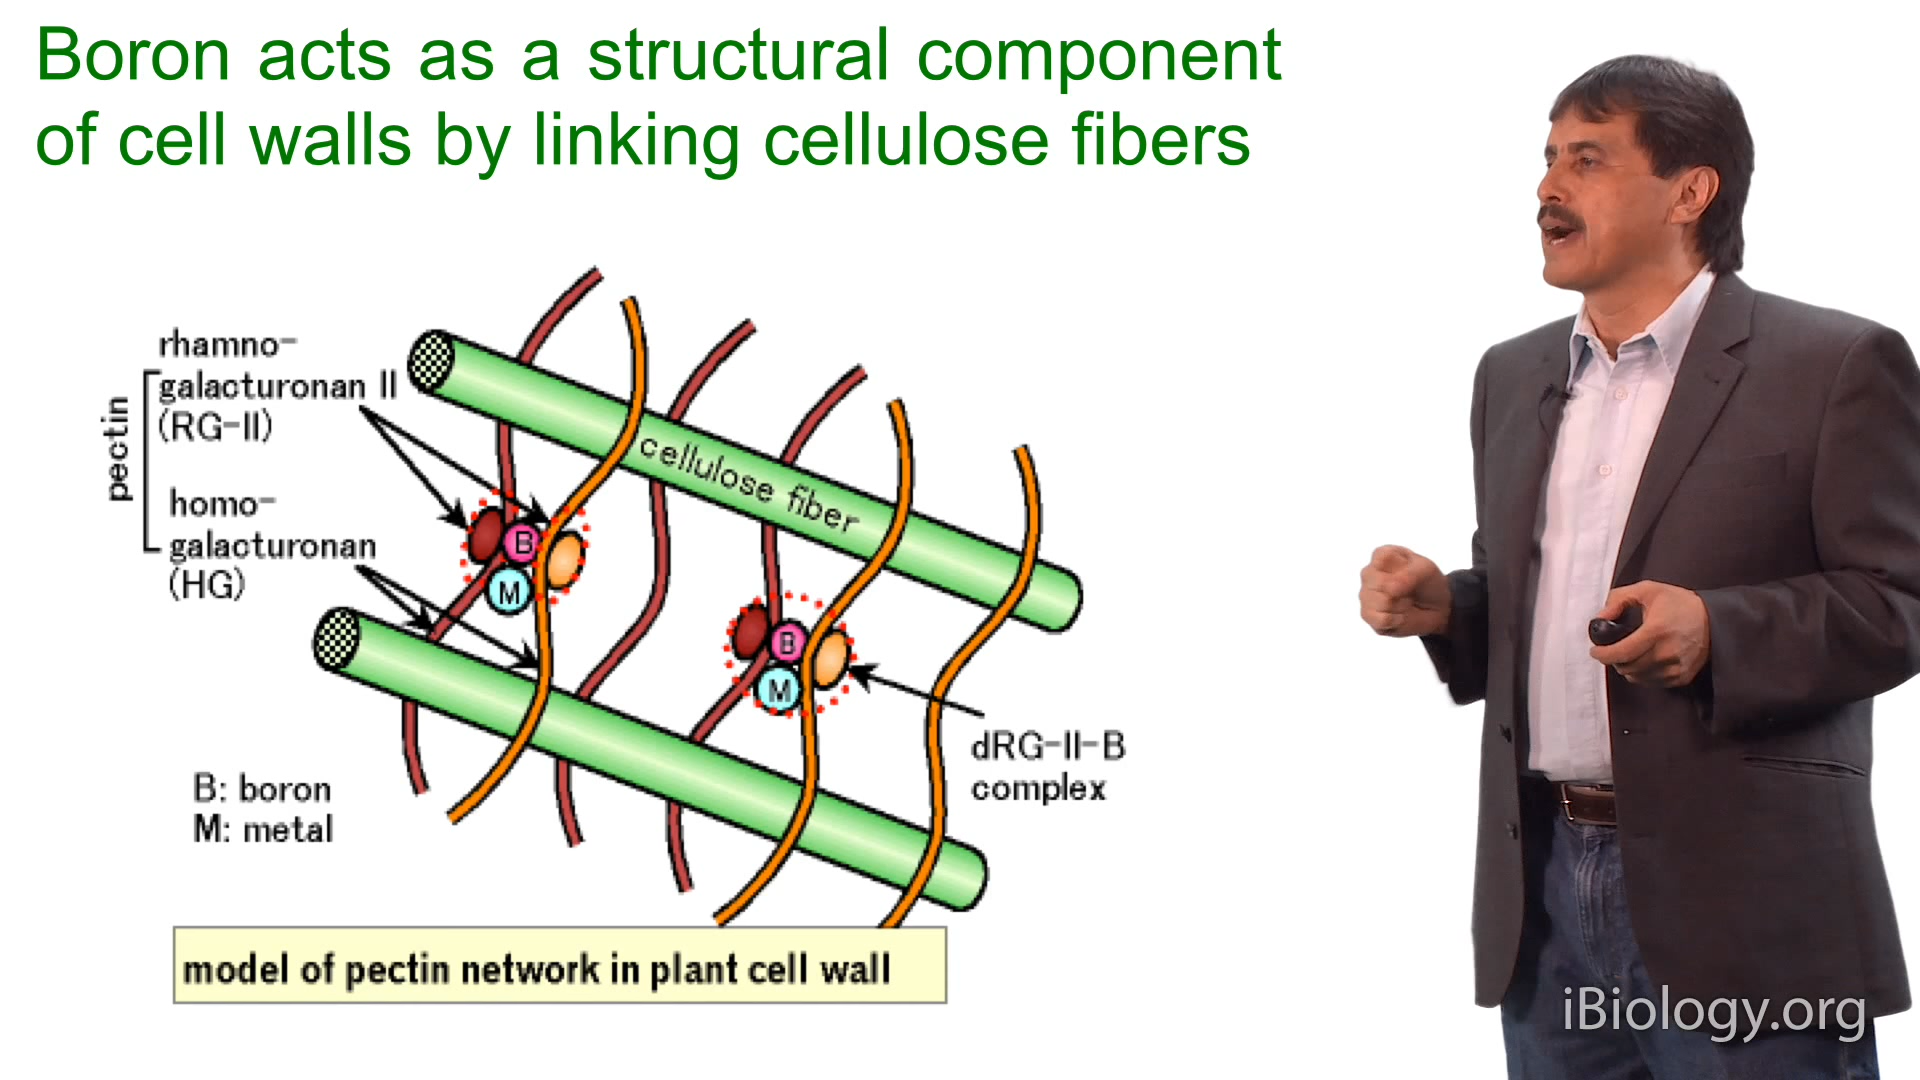 Boron acts as a structural component
of cell walls by linking cellulose fibers
rhamno-
galacturonan II
(RG-II)
pectin
homo-
galacturonan
(HG)
cellulose fiber
B
M
B
M
dRG-II-B
complex
B: boron
M: metal
model of pectin network in plant cell wall
iBiology.org